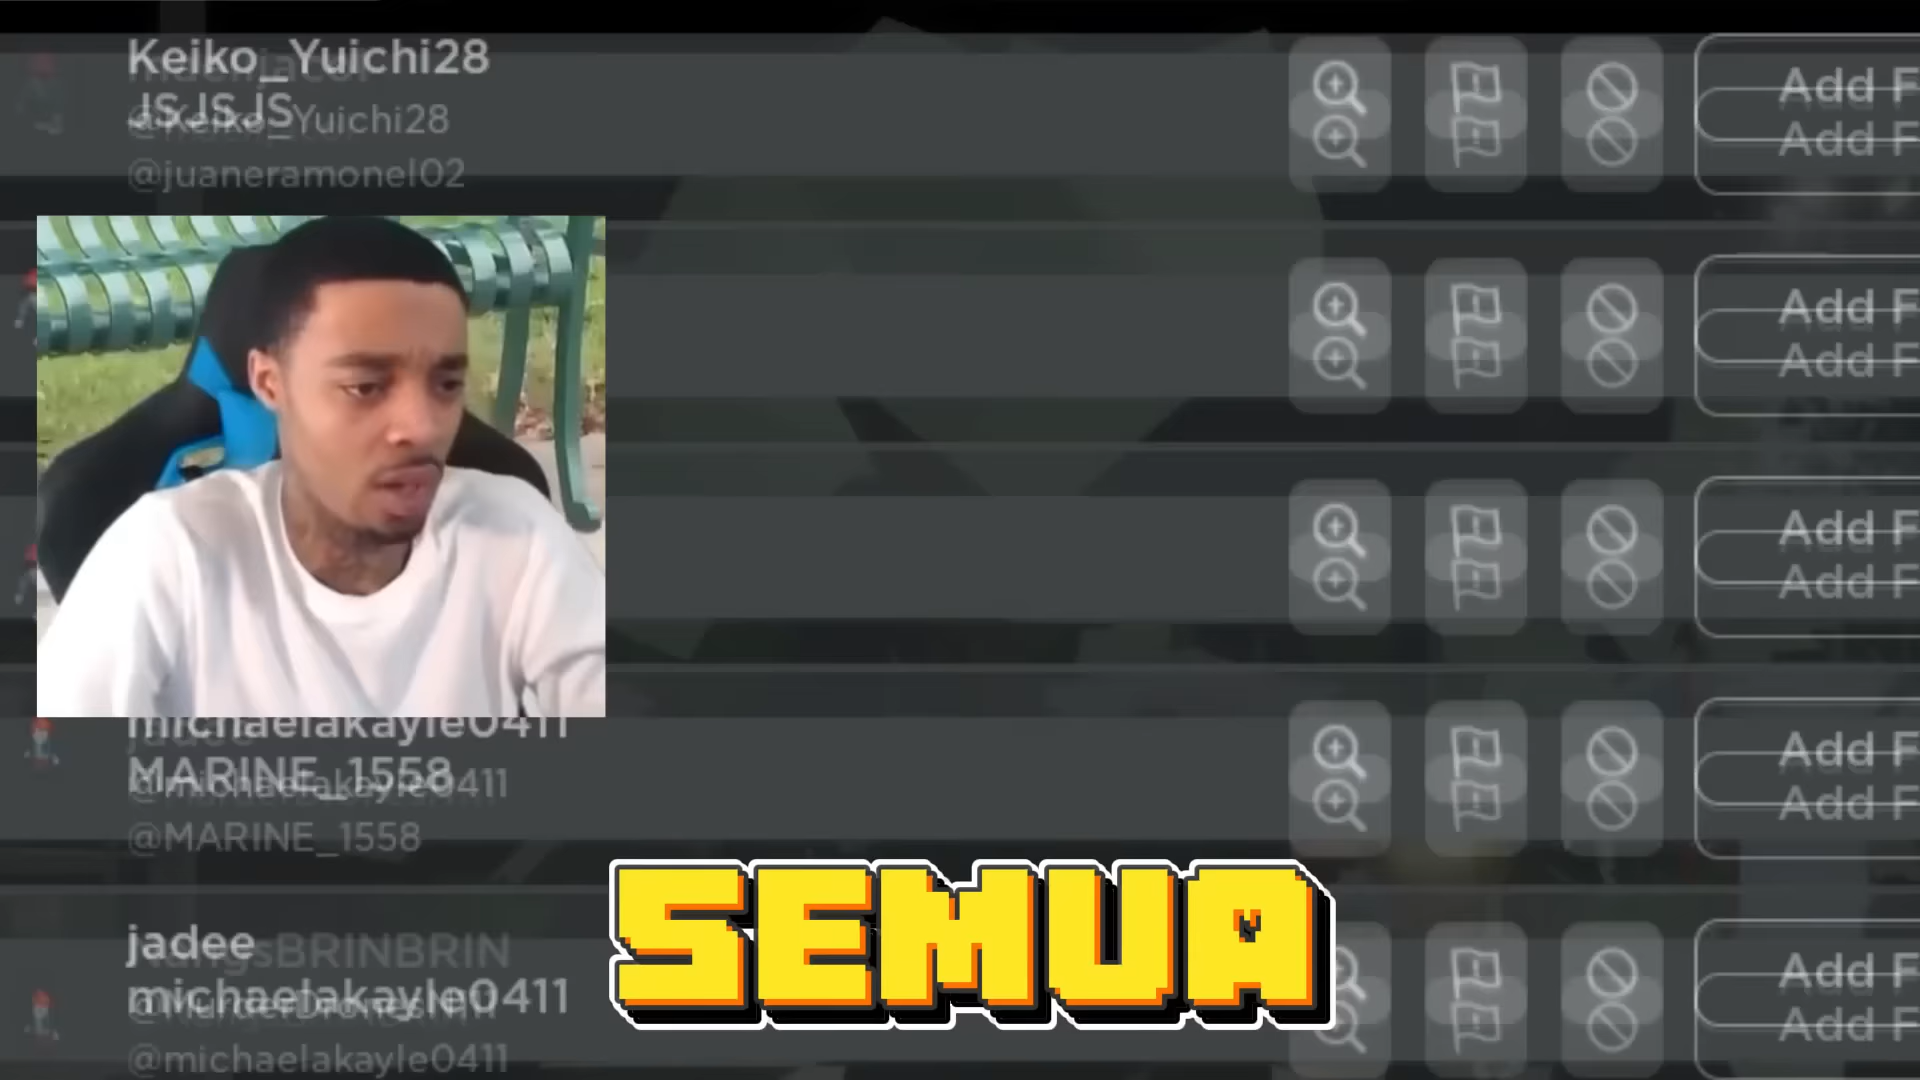 Keiko_Yuichi28
JSJSJS
@Keiko_Yuichi28
@juaneramonel02
Add F
Add F
Add F
Add F
Add F
Add F
michaelakayle0411
jadee
MARINE_1558
@michaelakayle0411
@MARINE_1558
Add F
Add F
jadee
michaelakayle0411
@michaelakayle0411
Add F
Add F
SEMUA